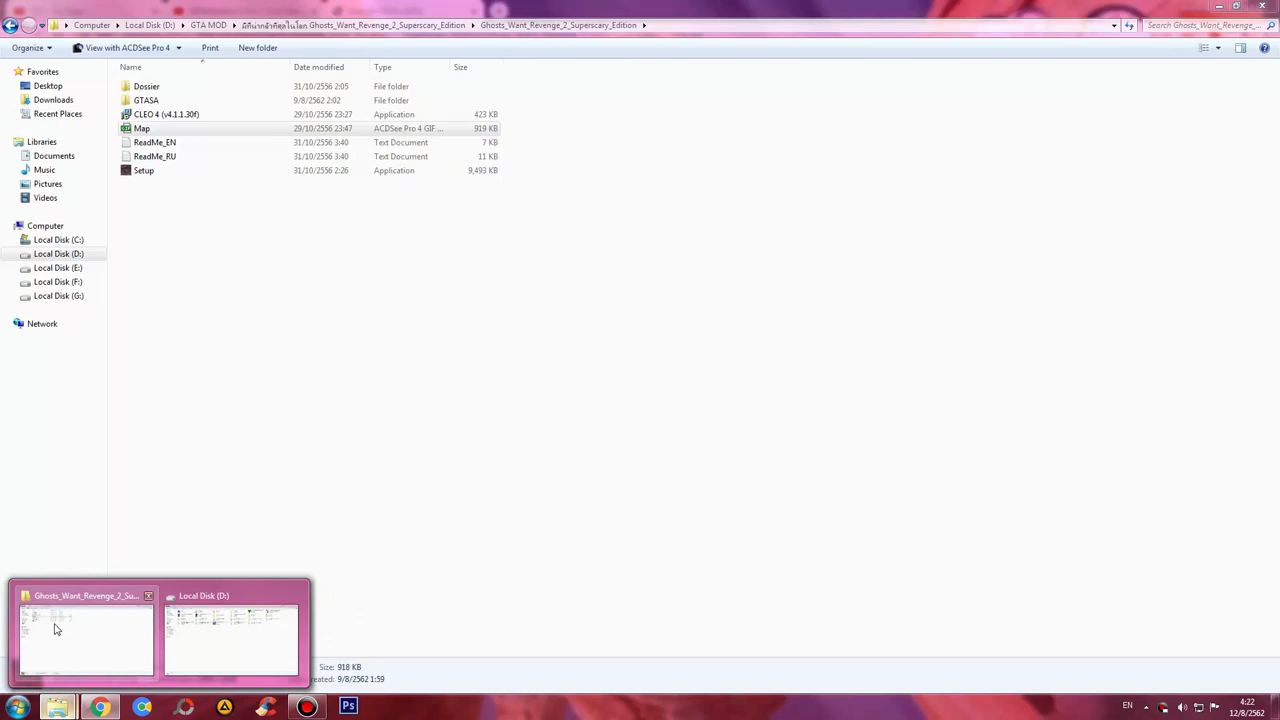 Computer ▸ Local Disk (D:) ▸ GTA MOD ▸ มีที่น่ากลัวที่สุดในโลก Ghosts_Want_Revenge_2_Superscary_Edition ▸ Ghosts_Want_Revenge_2_Superscary_Edition ▸ Search Ghosts_Want_Revenge_...
Organize View with ACDSee Pro 4 Print New folder
Favorites
Desktop
Downloads
Recent Places
Libraries
Documents
Music
Pictures
Videos
Computer
Local Disk (C:)
Local Disk (D:)
Local Disk (E:)
Local Disk (F:)
Local Disk (G:)
Network
Name Date modified Type Size
Dossier 31/10/2556 2:05 File folder
GTASA 9/8/2562 2:02 File folder
CLEO 4 (v4.1.1.30f) 29/10/2556 23:27 Application 423 KB
Map 29/10/2556 23:47 ACDSee Pro 4 GIF ... 919 KB
ReadMe_EN 31/10/2556 3:40 Text Document 7 KB
ReadMe_RU 31/10/2556 3:40 Text Document 11 KB
Setup 31/10/2556 2:26 Application 9,493 KB
Ghosts_Want_Revenge_2_Su... Local Disk (D:)
Size: 918 KB
reated: 9/8/2562 1:59
Ps
EN 4:22
12/8/2562